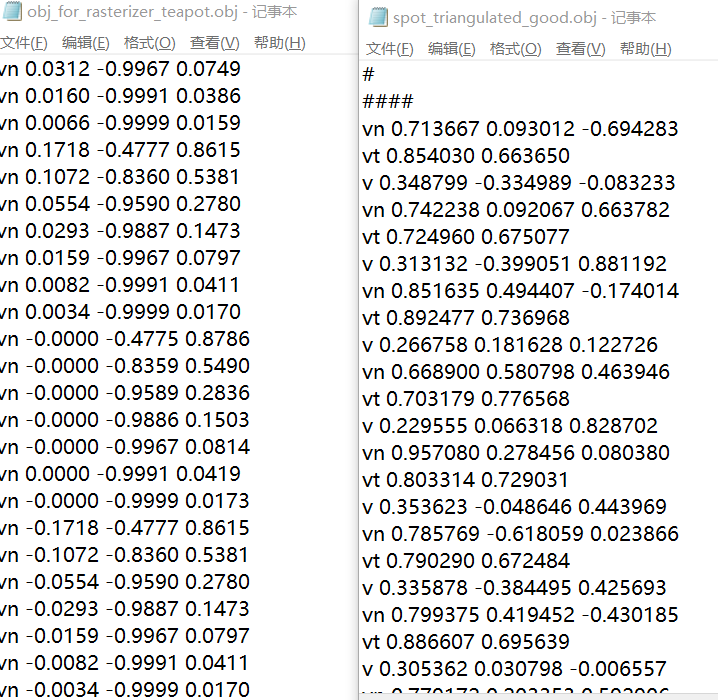 obj_for_rasterizer_teapot.obj - 记事本
文件(F) 编辑(E) 格式(O) 查看(V) 帮助(H)
vn 0.0312 -0.9967 0.0749
vn 0.0160 -0.9991 0.0386
vn 0.0066 -0.9999 0.0159
vn 0.1718 -0.4777 0.8615
vn 0.1072 -0.8360 0.5381
vn 0.0554 -0.9590 0.2780
vn 0.0293 -0.9887 0.1473
vn 0.0159 -0.9967 0.0797
vn 0.0082 -0.9991 0.0411
vn 0.0034 -0.9999 0.0170
vn -0.0000 -0.4775 0.8786
vn -0.0000 -0.8359 0.5490
vn -0.0000 -0.9589 0.2836
vn -0.0000 -0.9886 0.1503
vn -0.0000 -0.9967 0.0814
vn 0.0000 -0.9991 0.0419
vn -0.0000 -0.9999 0.0173
vn -0.1718 -0.4777 0.8615
vn -0.1072 -0.8360 0.5381
vn -0.0554 -0.9590 0.2780
vn -0.0293 -0.9887 0.1473
vn -0.0159 -0.9967 0.0797
vn -0.0082 -0.9991 0.0411
vn -0.0034 -0.9999 0.0170
spot_triangulated_good.obj - 记事本
文件(F) 编辑(E) 格式(O) 查看(V) 帮助(H)
#
####
vn 0.713667 0.093012 -0.694283
vt 0.854030 0.663650
v 0.348799 -0.334989 -0.083233
vn 0.742238 0.092067 0.663782
vt 0.724960 0.675077
v 0.313132 -0.399051 0.881192
vn 0.851635 0.494407 -0.174014
vt 0.892477 0.736968
v 0.266758 0.181628 0.122726
vn 0.668900 0.580798 0.463946
vt 0.703179 0.776568
v 0.229555 0.066318 0.828702
vn 0.957080 0.278456 0.080380
vt 0.803314 0.729031
v 0.353623 -0.048646 0.443969
vn 0.785769 -0.618059 0.023866
vt 0.790290 0.672484
v 0.335878 -0.384495 0.425693
vn 0.799375 0.419452 -0.430185
vt 0.886607 0.695639
v 0.305362 0.030798 -0.006557